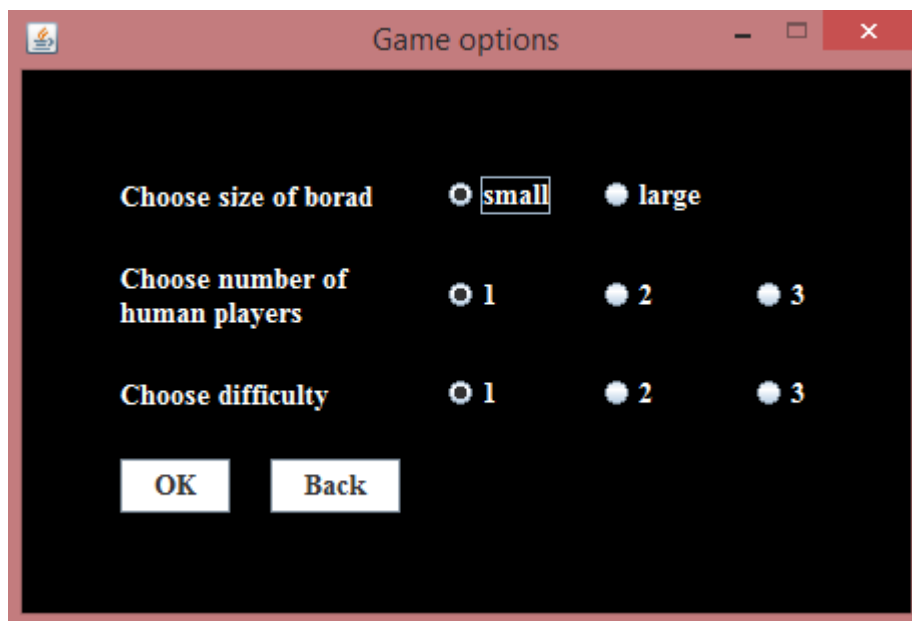 Game options
Choose size of borad small large
Choose number of
human players 1 2 3
Choose difficulty 1 2 3
OK Back